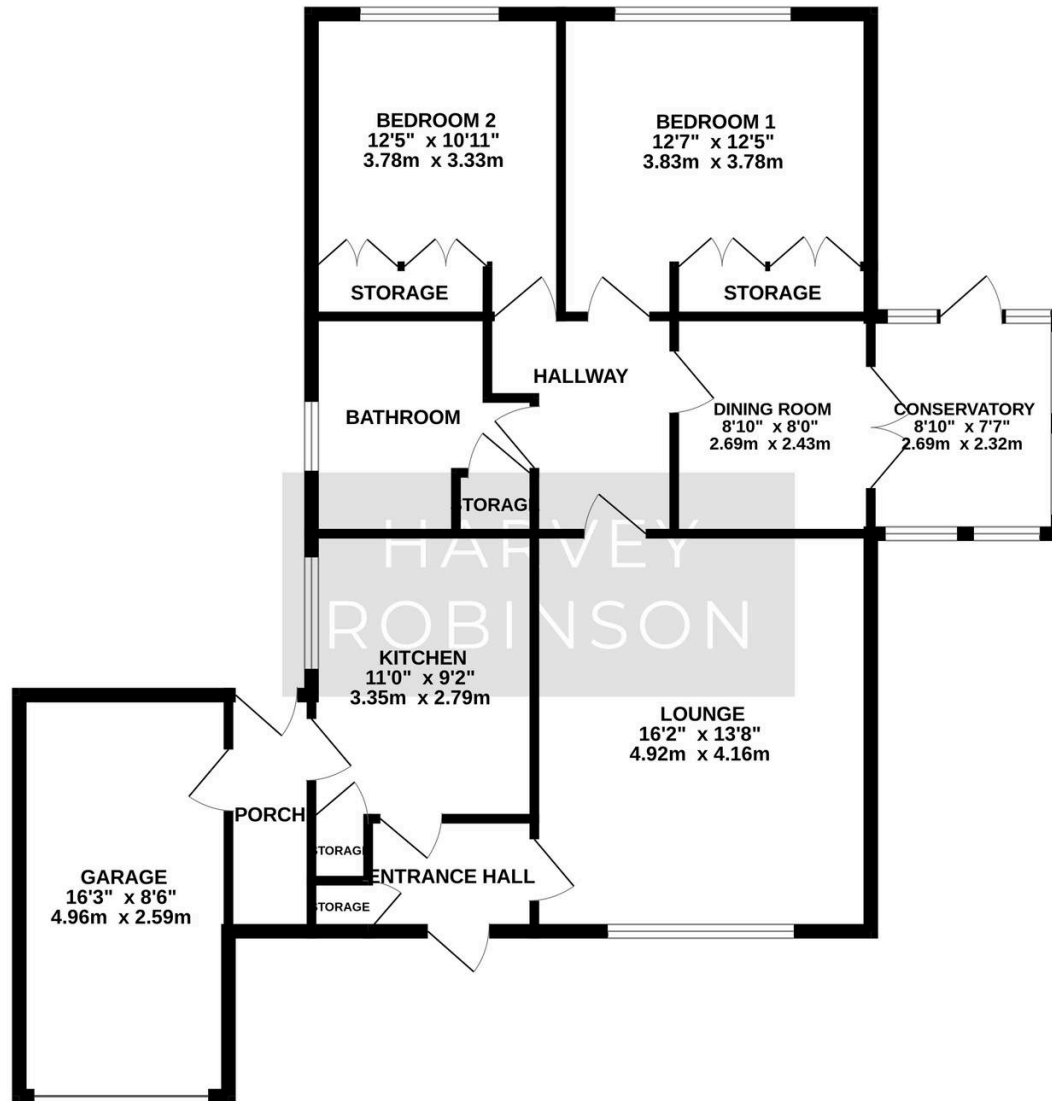 BEDROOM 2
12'5" x 10'11"
3.78m x 3.33m
BEDROOM 1
12'7" x 12'5"
3.83m x 3.78m
STORAGE
STORAGE
HALLWAY
BATHROOM
DINING ROOM
8'10" x 8'0"
2.69m x 2.43m
CONSERVATORY
8'10" x 7'7"
2.69m x 2.32m
STORAGE
HARVEY
ROBINSON
KITCHEN
11'0" x 9'2"
3.35m x 2.79m
LOUNGE
16'2" x 13'8"
4.92m x 4.16m
PORCH
STORAGE
ENTRANCE HALL
GARAGE
16'3" x 8'6"
4.96m x 2.59m
STORAGE